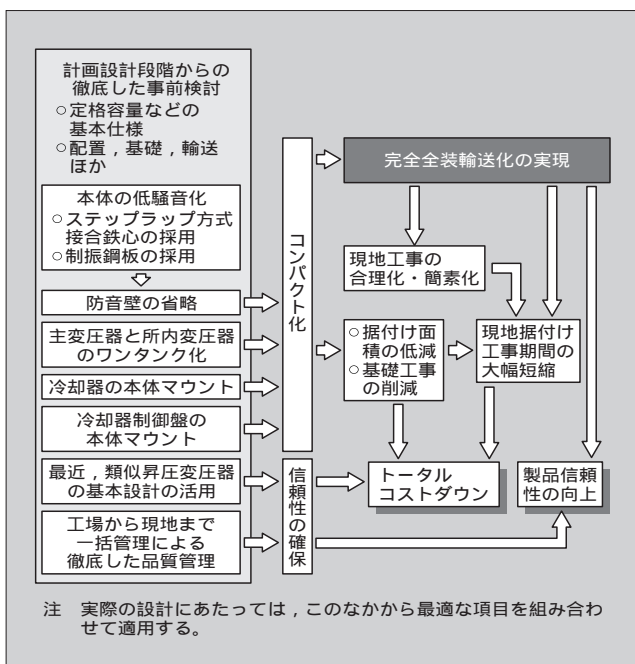 計画設計段階からの
徹底した事前検討
○定格容量などの
基本仕様
○配置，基礎，輸送
ほか
本体の低騒音化
○ステップラップ方式
接合鉄心の採用
○制振鋼板の採用
防音壁の省略
主変圧器と所内変圧器
のワンタンク化
冷却器の本体マウント
冷却器制御盤の
本体マウント
最近，類似昇圧変圧器
の基本設計の活用
工場から現地まで
一括管理による
徹底した品質管理
コンパクト化
信頼性の確保
完全全装輸送化の実現
現地工事の
合理化・簡素化
○据付け面
積の低減
○基礎工事
の削減
現地据付け
工事期間の
大幅短縮
トータル
コストダウン
製品信頼
性の向上
注　実際の設計にあたっては，このなかから最適な項目を組み合わ
せて適用する。